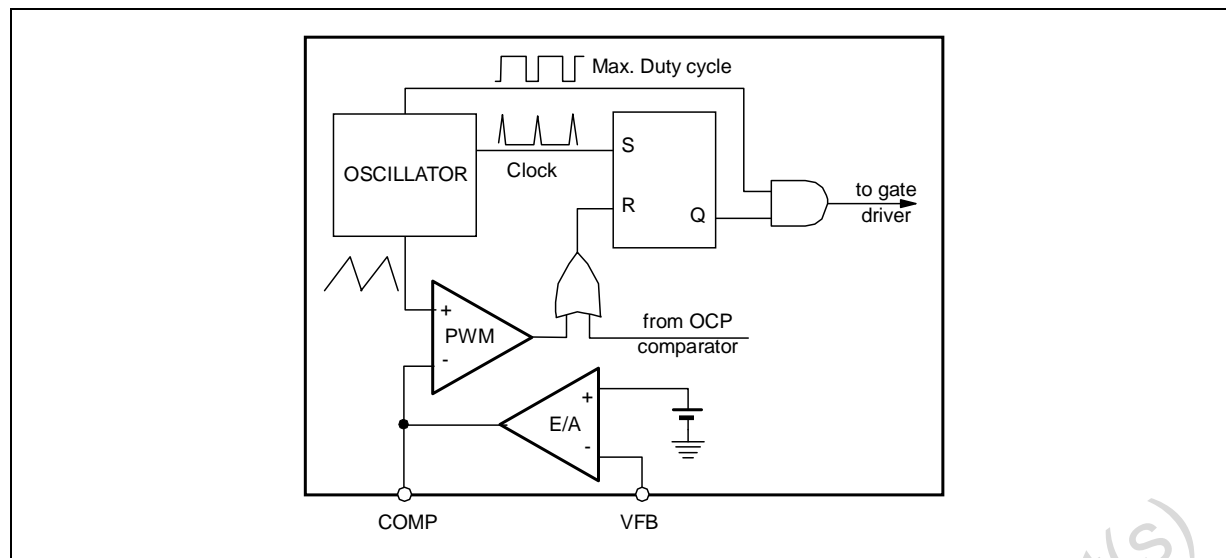 Max. Duty cycle
OSCILLATOR
Clock
S
R
Q
to gate
driver
+
PWM
-
from OCP
comparator
+
E/A
-
COMP
VFB
t(s)